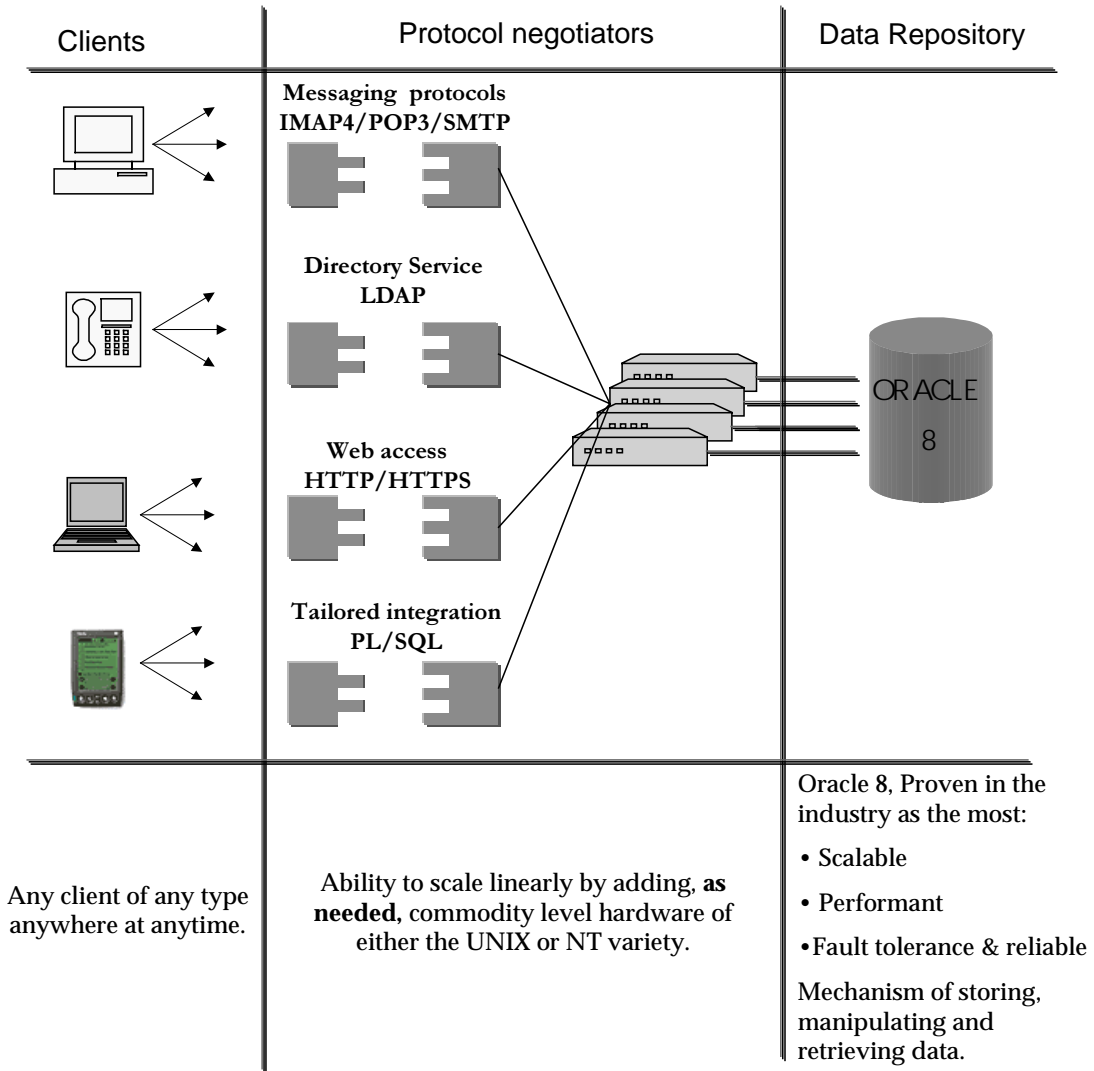 Clients
Protocol negotiators
Data Repository
Messaging protocols
IMAP4/POP3/SMTP
Directory Service
LDAP
Web access
HTTP/HTTPS
Tailored integration
PL/SQL
ORACLE
8
Any client of any type
anywhere at anytime.
Ability to scale linearly by adding, as
needed, commodity level hardware of
either the UNIX or NT variety.
Oracle 8, Proven in the
industry as the most:
• Scalable
• Performant
•Fault tolerance & reliable
Mechanism of storing,
manipulating and
retrieving data.